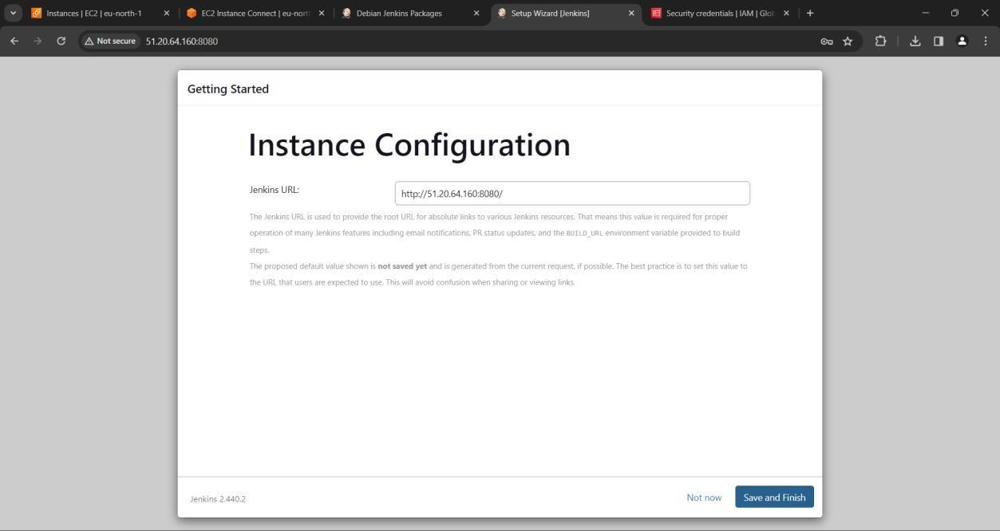 Instances | EC2 | eu-north-1
EC2 Instance Connect | eu-nort
Debian Jenkins Packages
Setup Wizard [Jenkins]
Security credentials | IAM | Glo
Not secure
51.20.64.160:8080
Getting Started
Instance Configuration
Jenkins URL:
http://51.20.64.160:8080/
The Jenkins URL is used to provide the root URL for absolute links to various Jenkins resources. That means this value is required for proper
operation of many Jenkins features including email notifications, PR status updates, and the BUILD_URL environment variable provided to build
steps.
The proposed default value shown is not saved yet and is generated from the current request, if possible. The best practice is to set this value to
the URL that users are expected to use. This will avoid confusion when sharing or viewing links.
Jenkins 2.440.2
Not now
Save and Finish